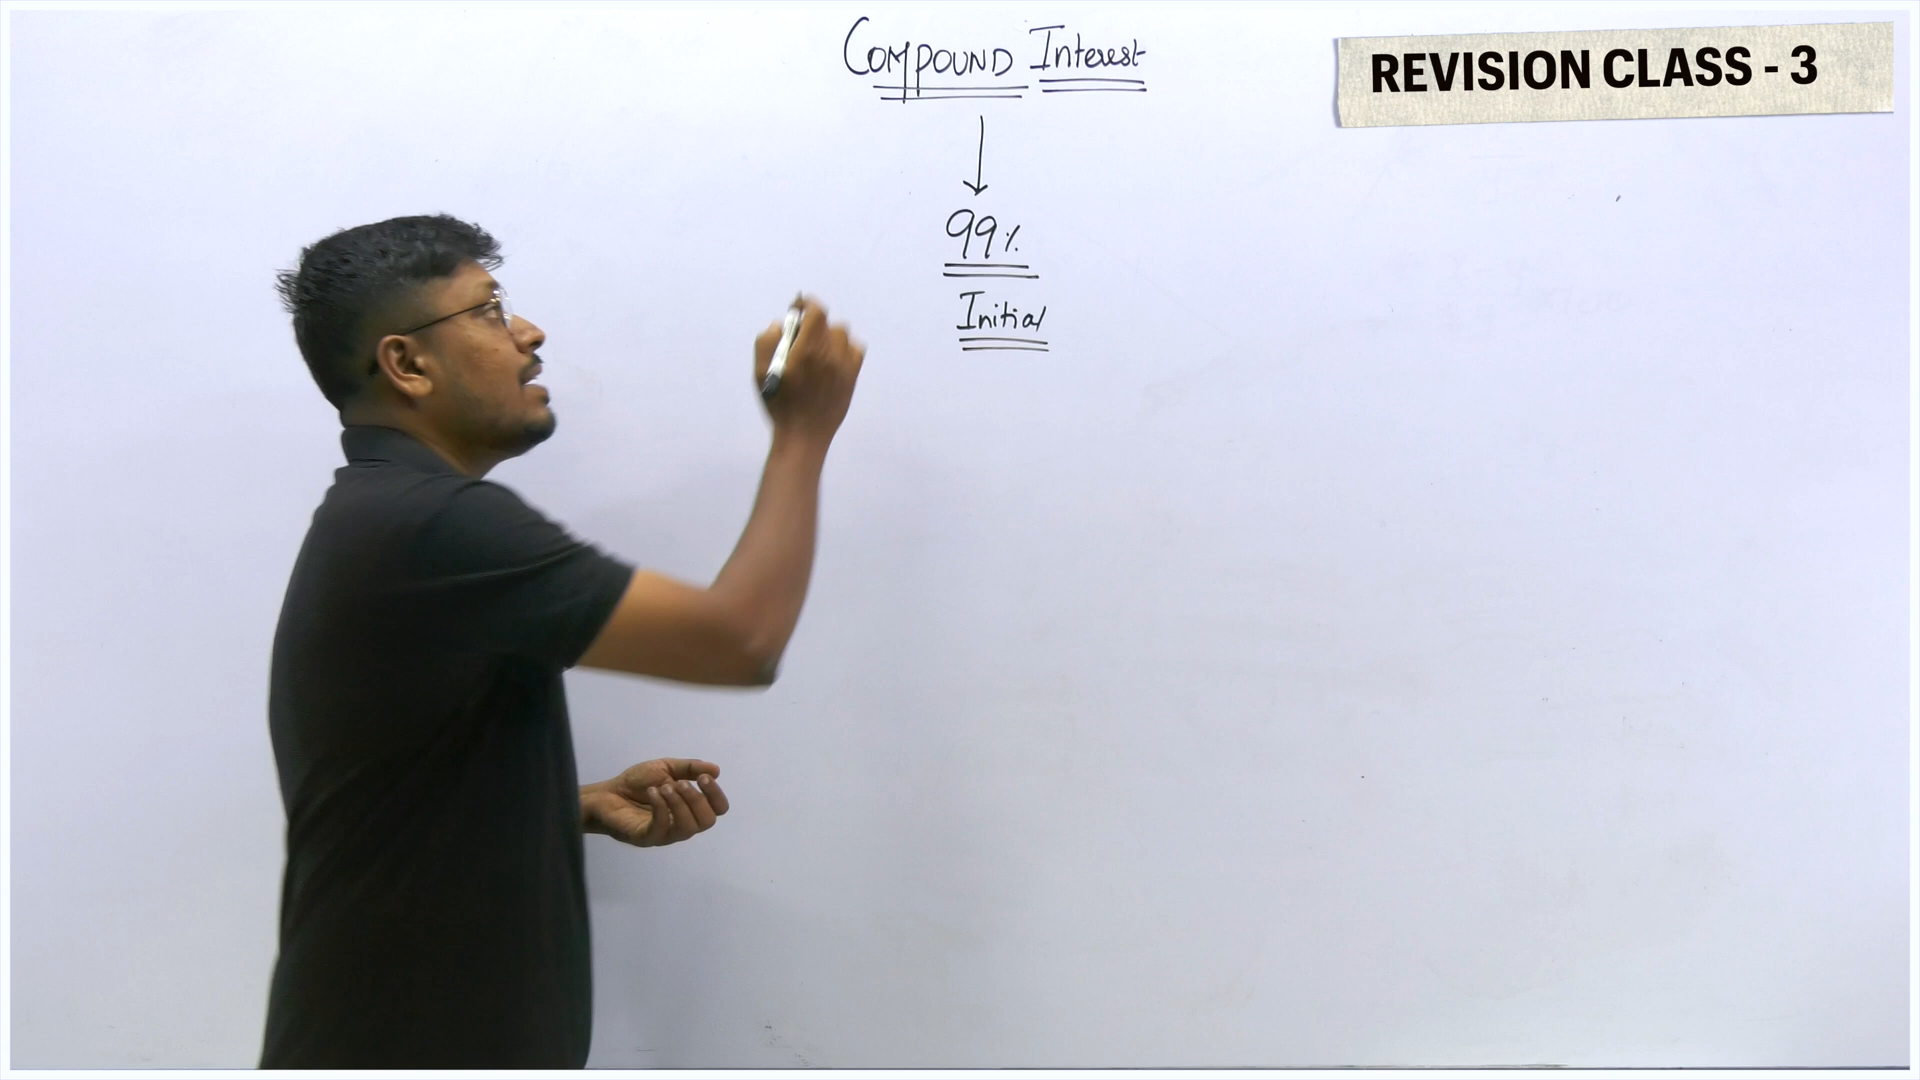 COMPOUND Interest
REVISION CLASS - 3
99%
Initial